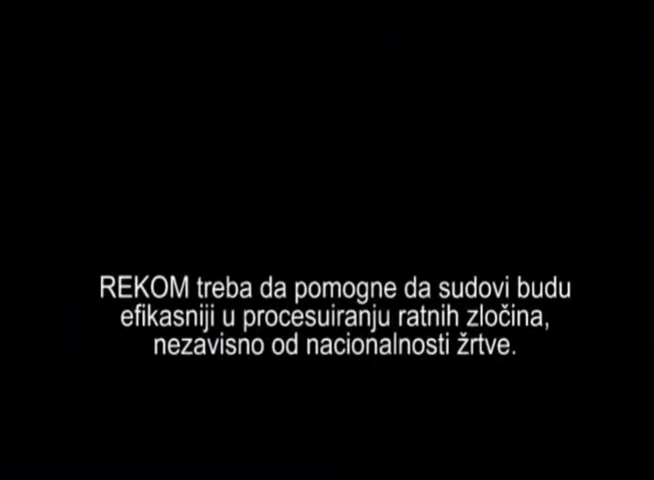 REKOM treba da pomogne da sudovi budu
efikasniji u procesuiranju ratnih zločina,
nezavisno od nacionalnosti žrtve.